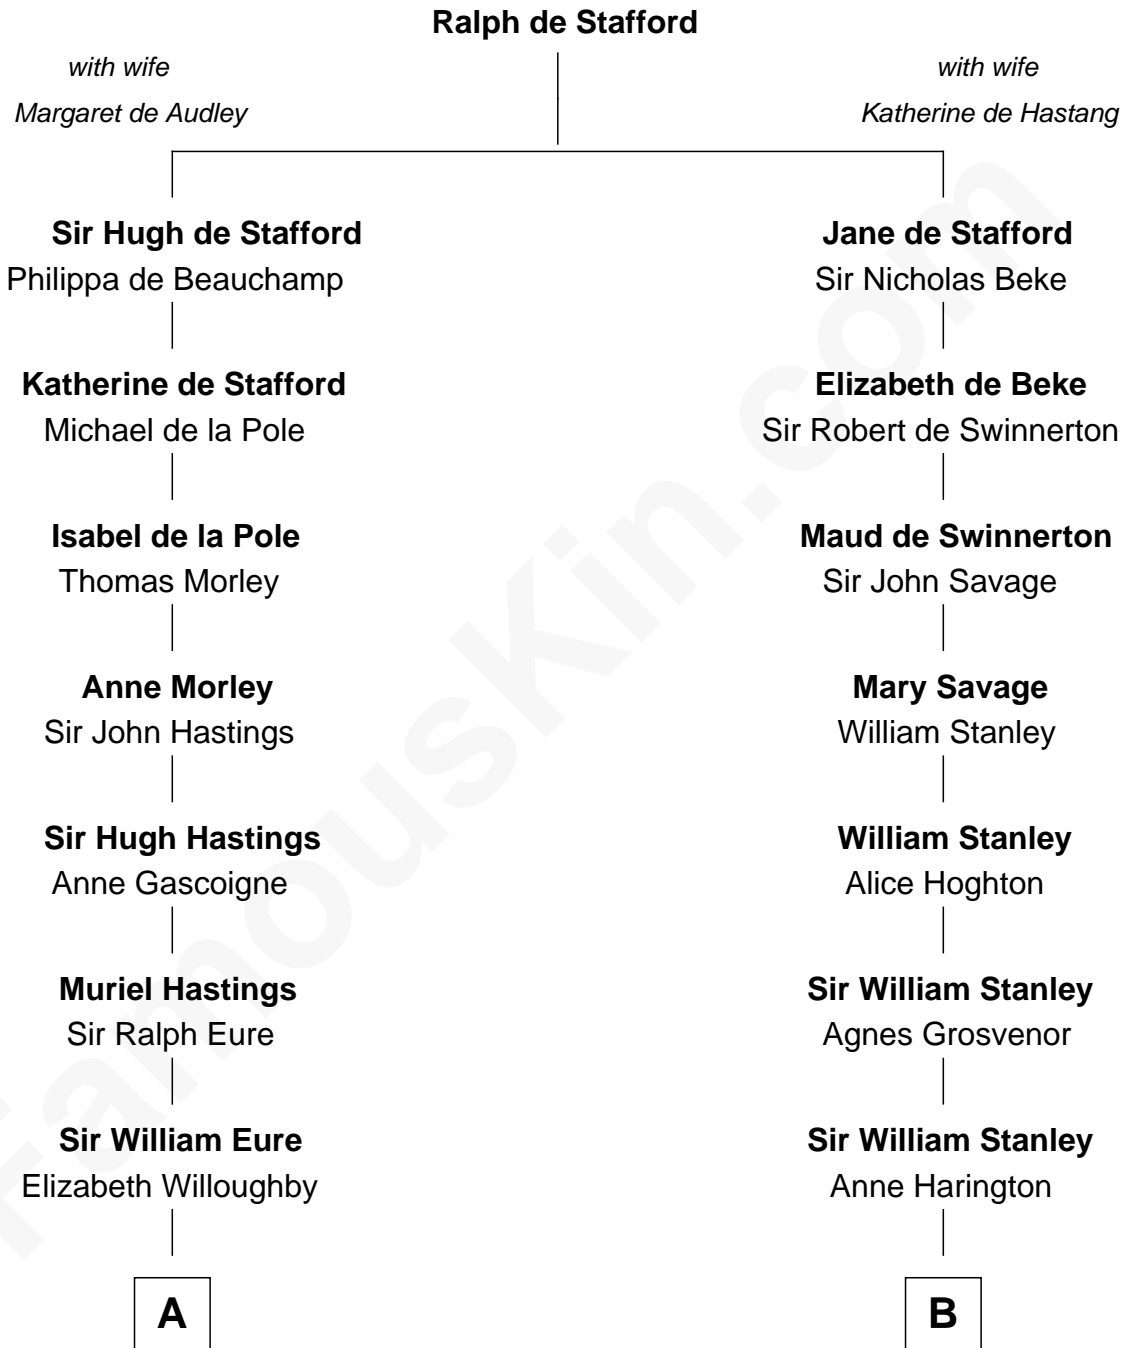 Ralph de Stafford
with wife
Margaret de Audley
with wife
Katherine de Hastang
Sir Hugh de Stafford
Philippa de Beauchamp
Katherine de Stafford
Michael de la Pole
Isabel de la Pole
Thomas Morley
Anne Morley
Sir John Hastings
Sir Hugh Hastings
Anne Gascoigne
Muriel Hastings
Sir Ralph Eure
Sir William Eure
Elizabeth Willoughby
A
Jane de Stafford
Sir Nicholas Beke
Elizabeth de Beke
Sir Robert de Swinnerton
Maud de Swinnerton
Sir John Savage
Mary Savage
William Stanley
William Stanley
Alice Hoghton
Sir William Stanley
Agnes Grosvenor
Sir William Stanley
Anne Harington
B
FamousKin.com